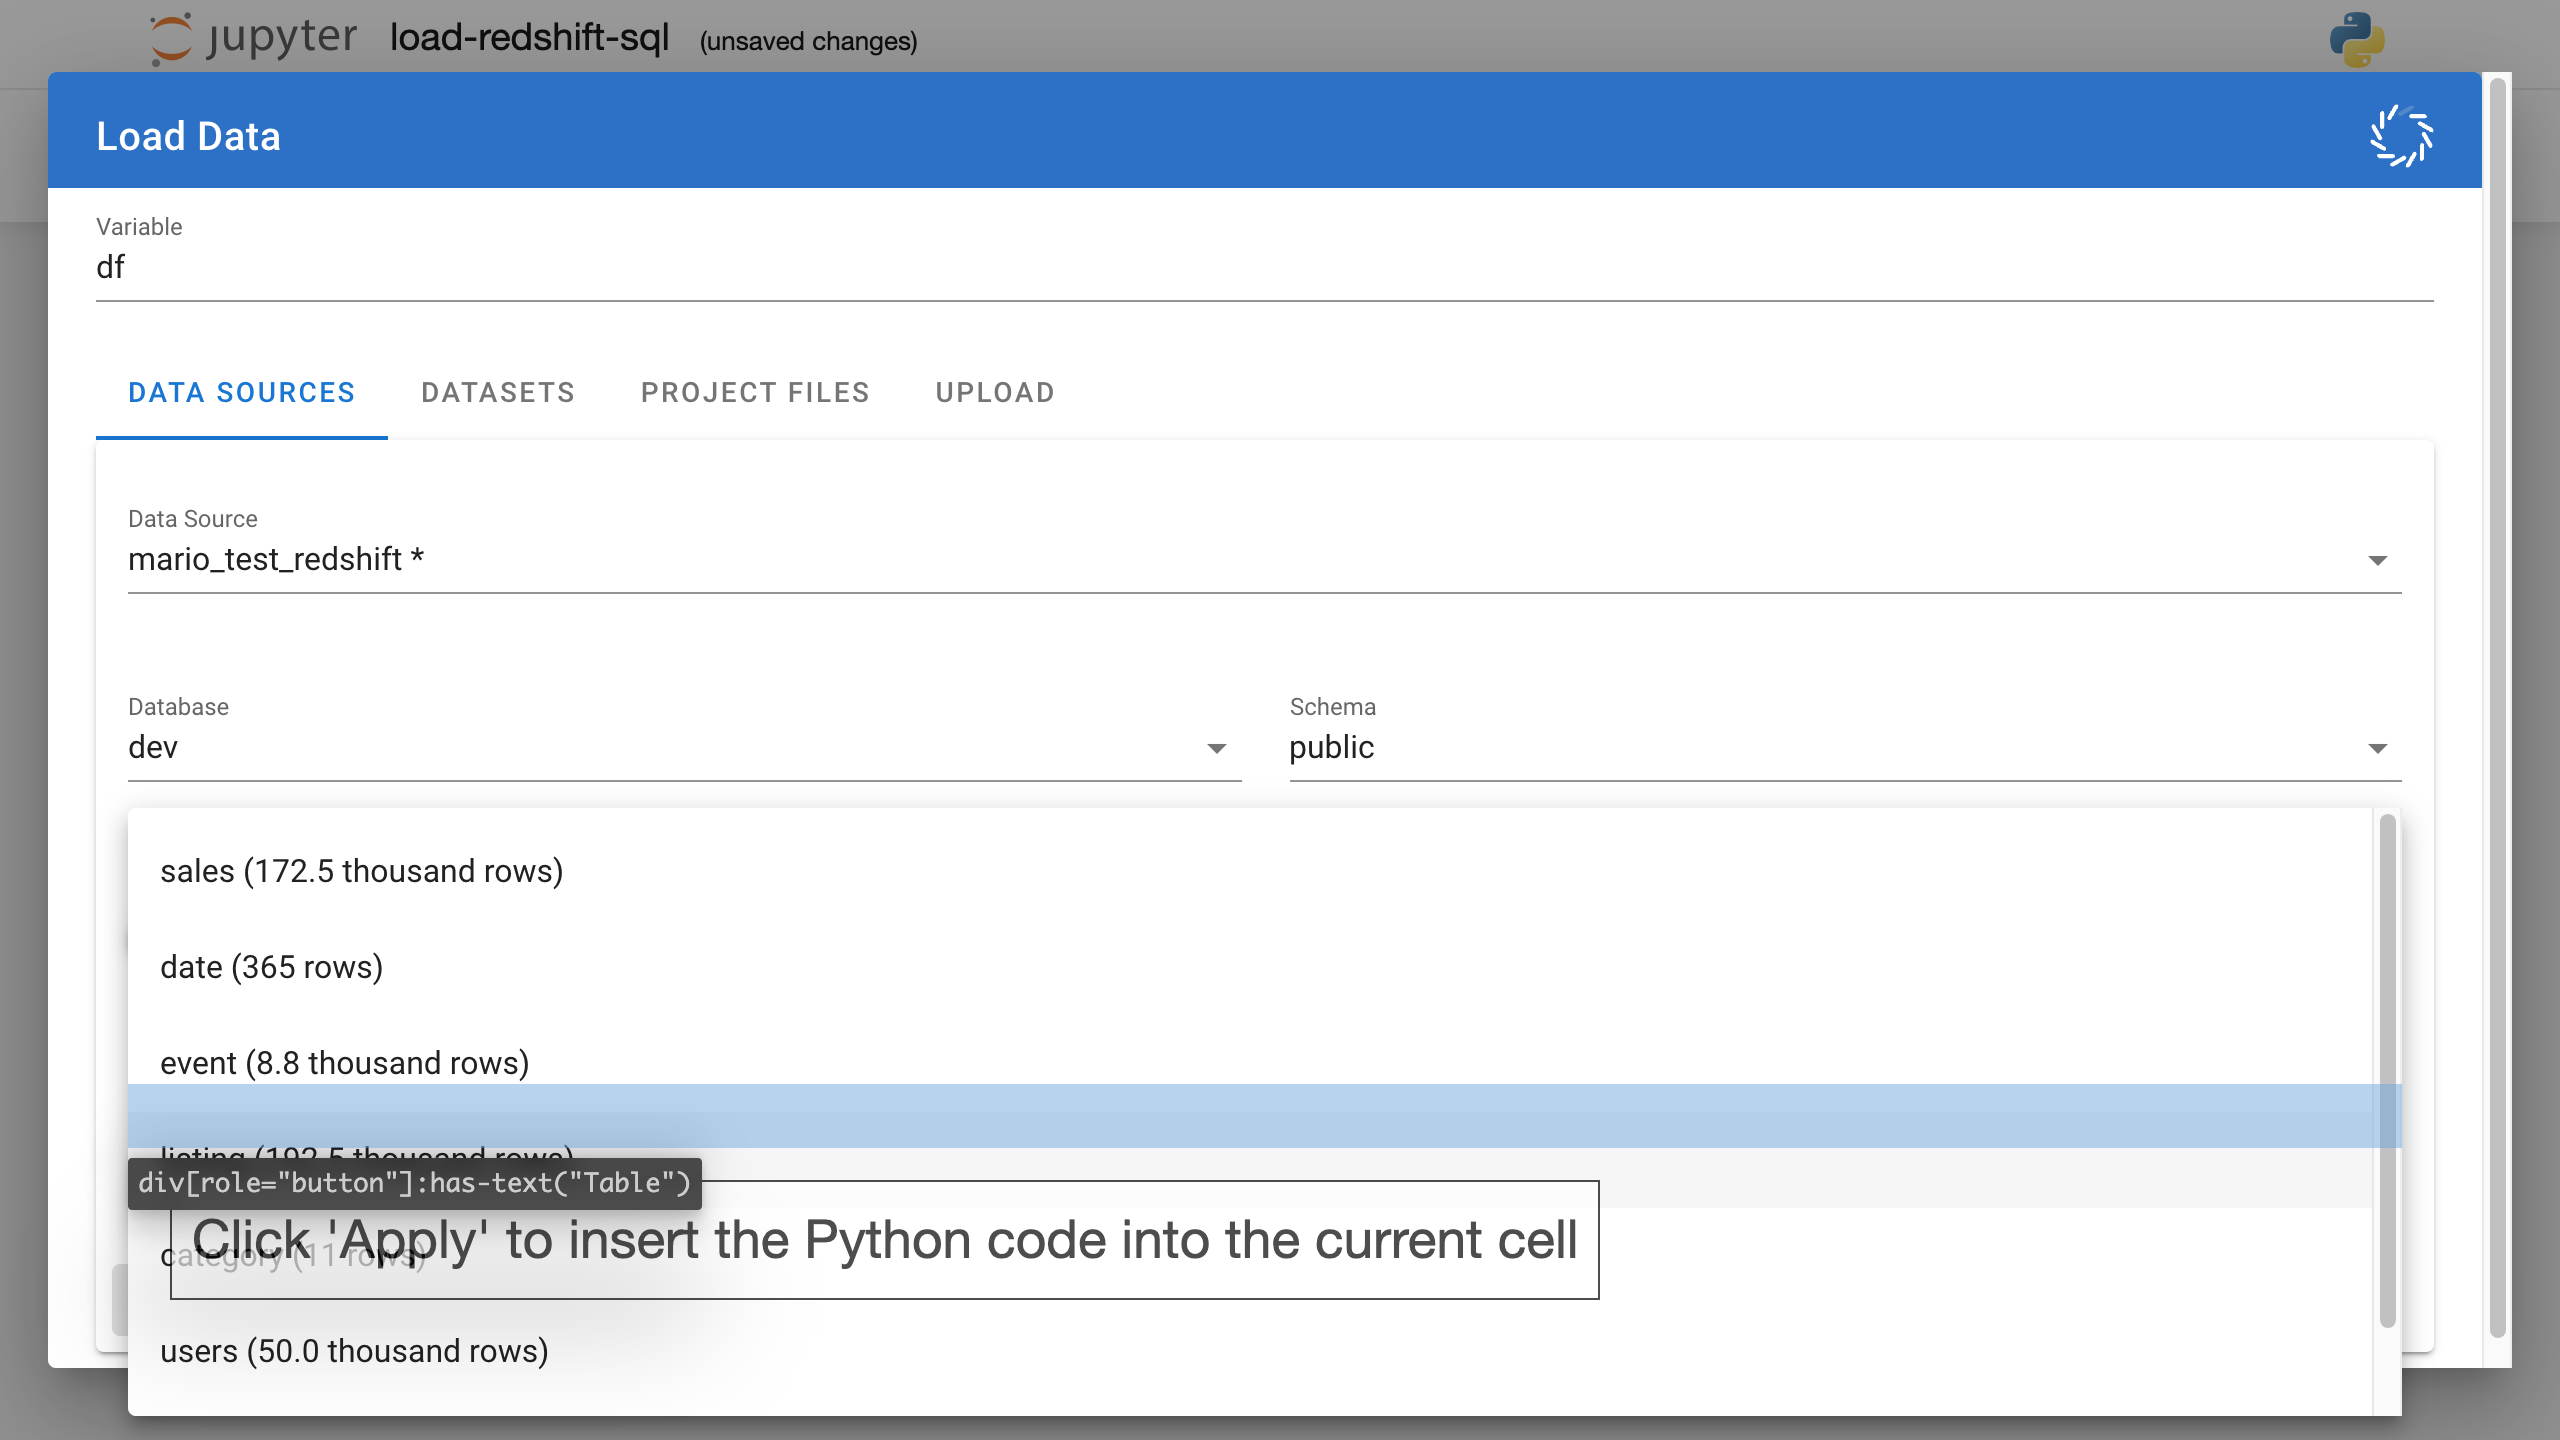 jupyter load-redshift-sql (unsaved changes)
Load Data
Variable
df
DATA SOURCES DATASETS PROJECT FILES UPLOAD
Data Source
mario_test_redshift *
Database Schema
dev public
sales (172.5 thousand rows)
date (365 rows)
event (8.8 thousand rows)
listing (192.5 thousand rows)
div[role="button"]:has-text("Table")
Click 'Apply' to insert the Python code into the current cell
category (11 rows)
users (50.0 thousand rows)